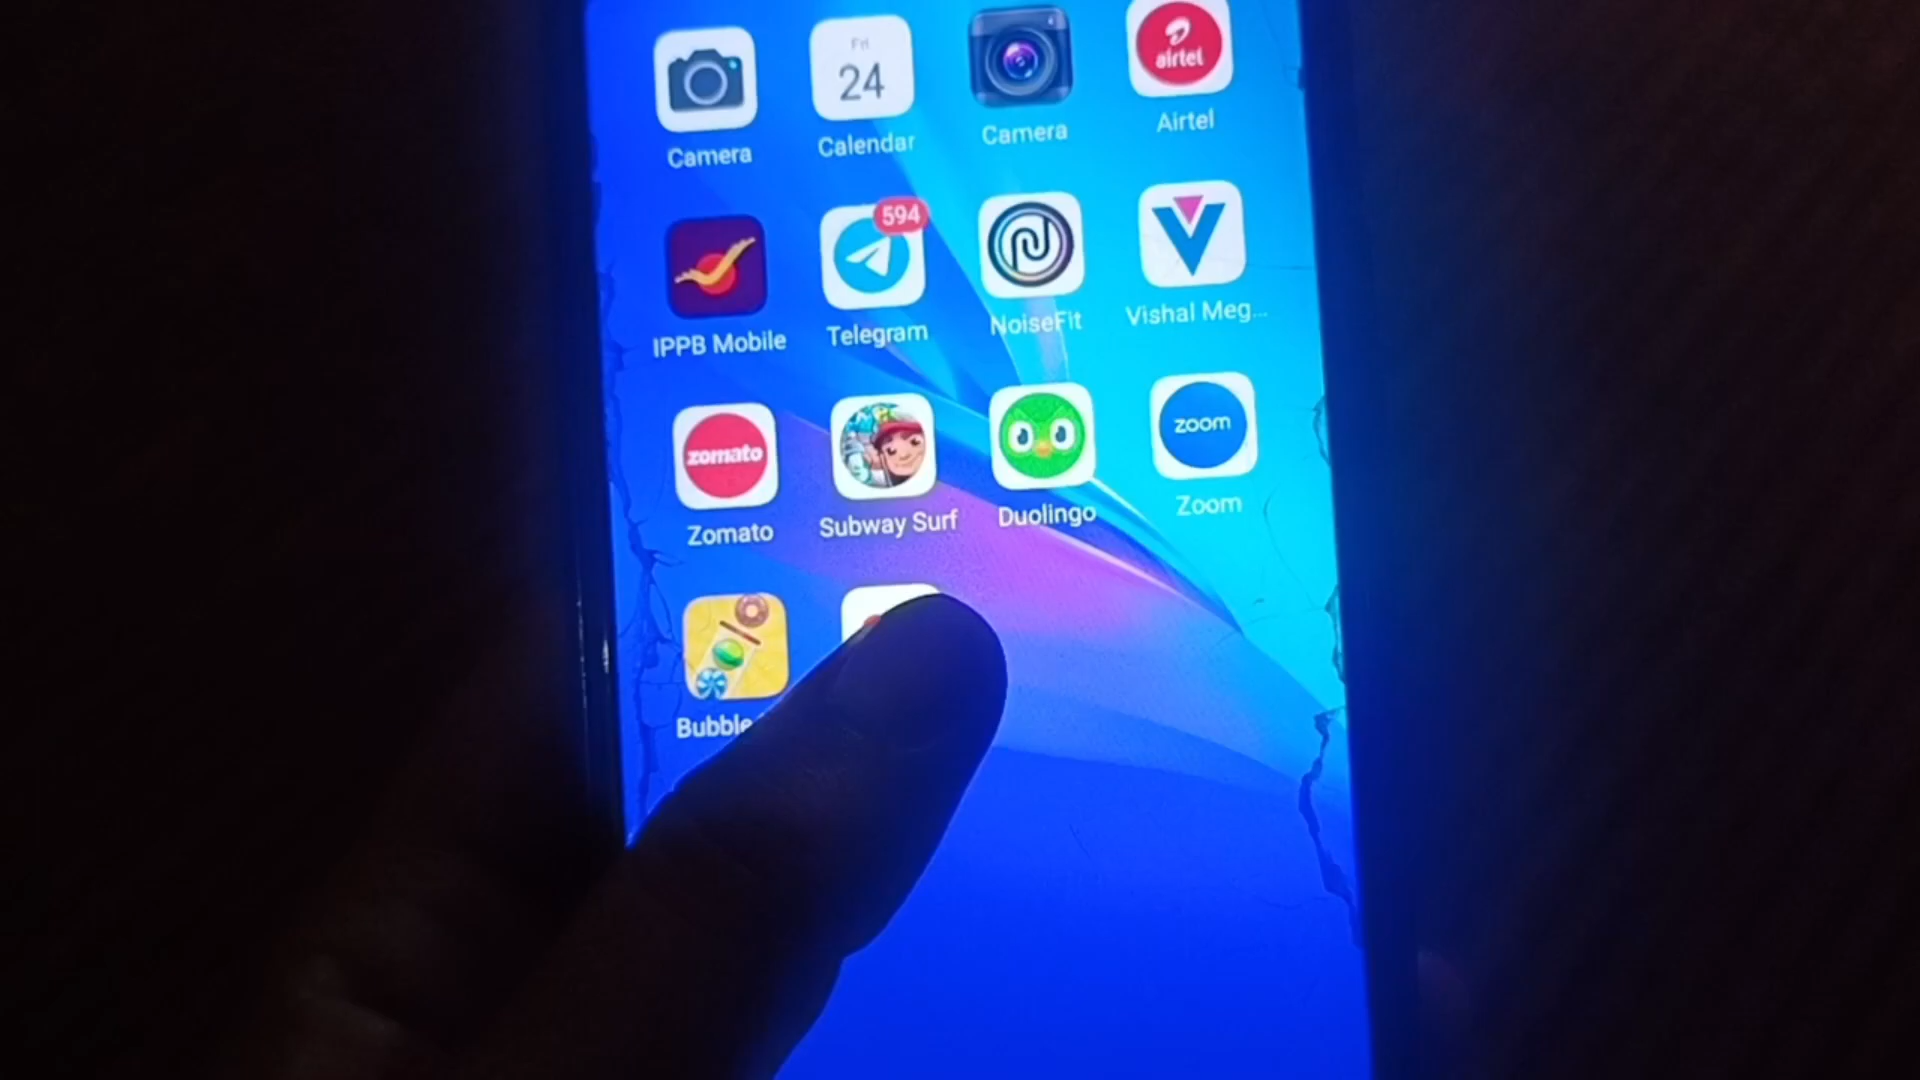 Fri
24
airtel
Camera
Calendar
Camera
Airtel
594
IPPB Mobile
Telegram
NoiseFit
Vishal Meg...
zomato
zoom
Zomato
Subway Surf
Duolingo
Zoom
Bubble